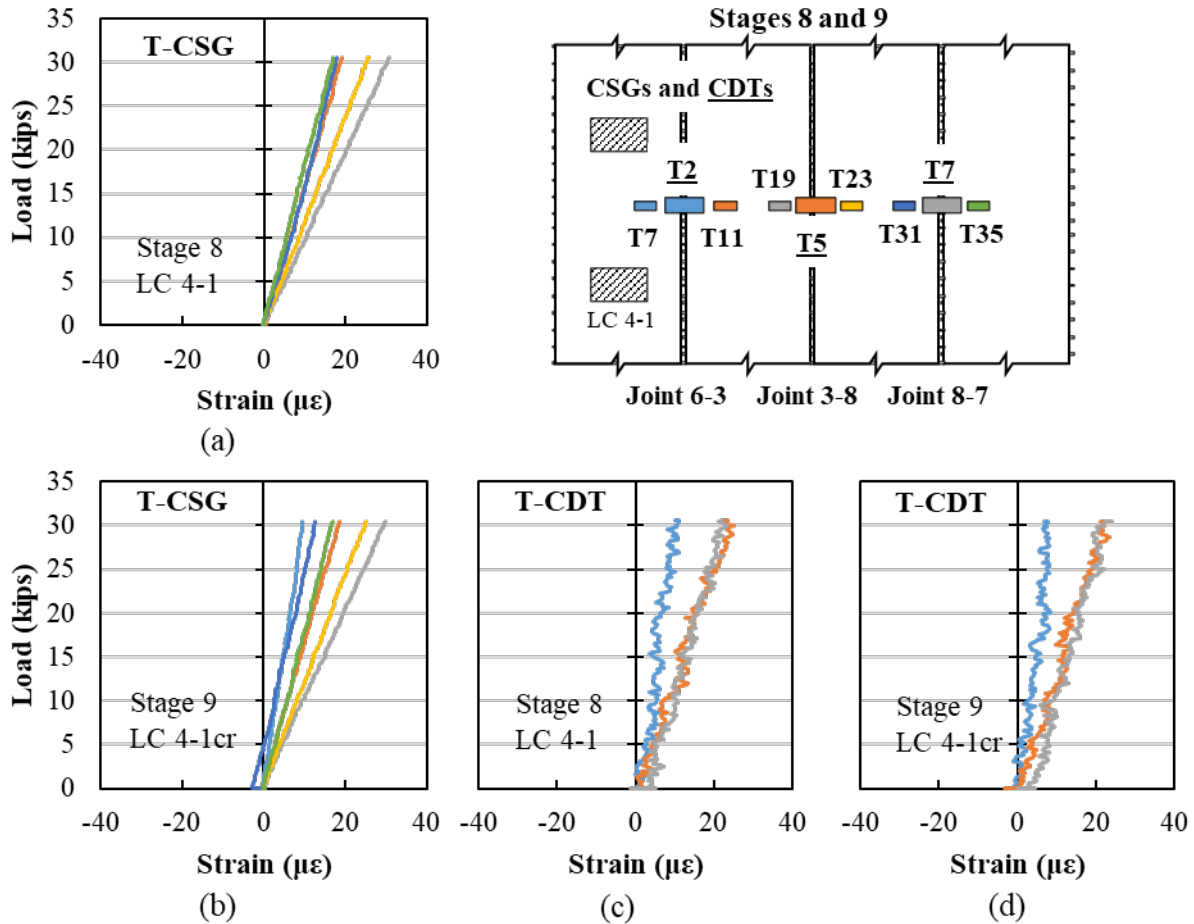 T-CSG
35
30
25
20
15
10
5
0
Load (kips)
Stage 8
LC 4-1
-40 -20 0 20 40
Strain (µε)
(a)
Stages 8 and 9
CSGs and CDTs
T2 T19 T23 T7
T7 T11 T5 T31 T35
LC 4-1
Joint 6-3 Joint 3-8 Joint 8-7
T-CSG
35
30
25
20
15
10
5
0
Load (kips)
Stage 9
LC 4-1cr
-40 -20 0 20 40
Strain (µε)
(b)
T-CDT
Stage 8
LC 4-1
-40 -20 0 20 40
Strain (µε)
(c)
T-CDT
Stage 9
LC 4-1cr
-40 -20 0 20 40
Strain (µε)
(d)